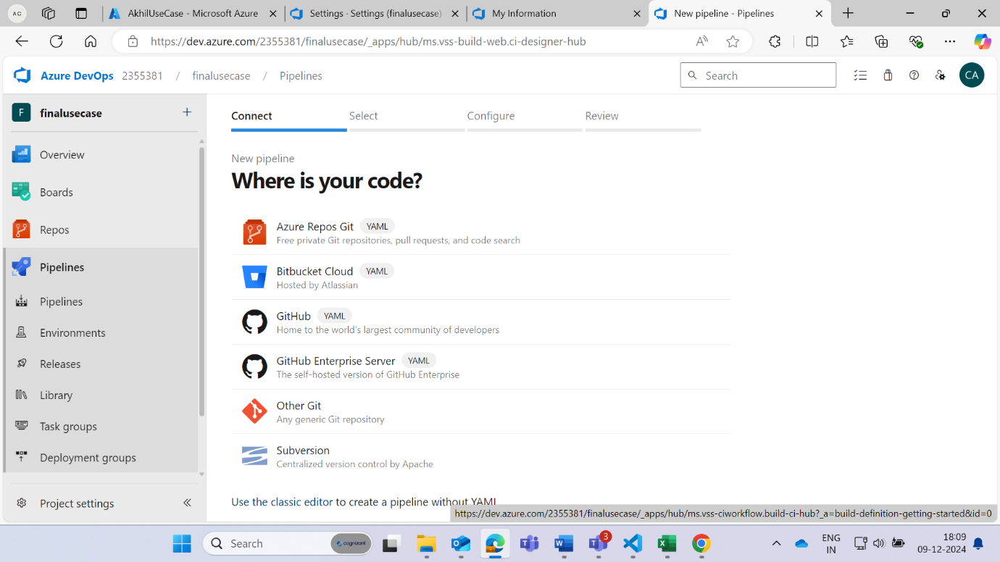 AC
AkhilUseCase - Microsoft Azure
Settings · Settings (finalusecase)
My Information
New pipeline - Pipelines
https://dev.azure.com/2355381/finalusecase/_apps/hub/ms.vss-build-web.ci-designer-hub
Azure DevOps 2355381 / finalusecase / Pipelines
Search
CA
F finalusecase
Overview
Boards
Repos
Pipelines
Pipelines
Environments
Releases
Library
Task groups
Deployment groups
Project settings
Connect Select Configure Review
New pipeline
Where is your code?
Azure Repos Git YAML
Free private Git repositories, pull requests, and code search
Bitbucket Cloud YAML
Hosted by Atlassian
GitHub YAML
Home to the world's largest community of developers
GitHub Enterprise Server YAML
The self-hosted version of GitHub Enterprise
Other Git
Any generic Git repository
Subversion
Centralized version control by Apache
Use the classic editor to create a pipeline without YAML
https://dev.azure.com/2355381/finalusecase/_apps/hub/ms.vss-ciworkflow.build-ci-hub?_a=build-definition-getting-started&id=0
Search
cognizant
3
ENG
IN
18:09
09-12-2024